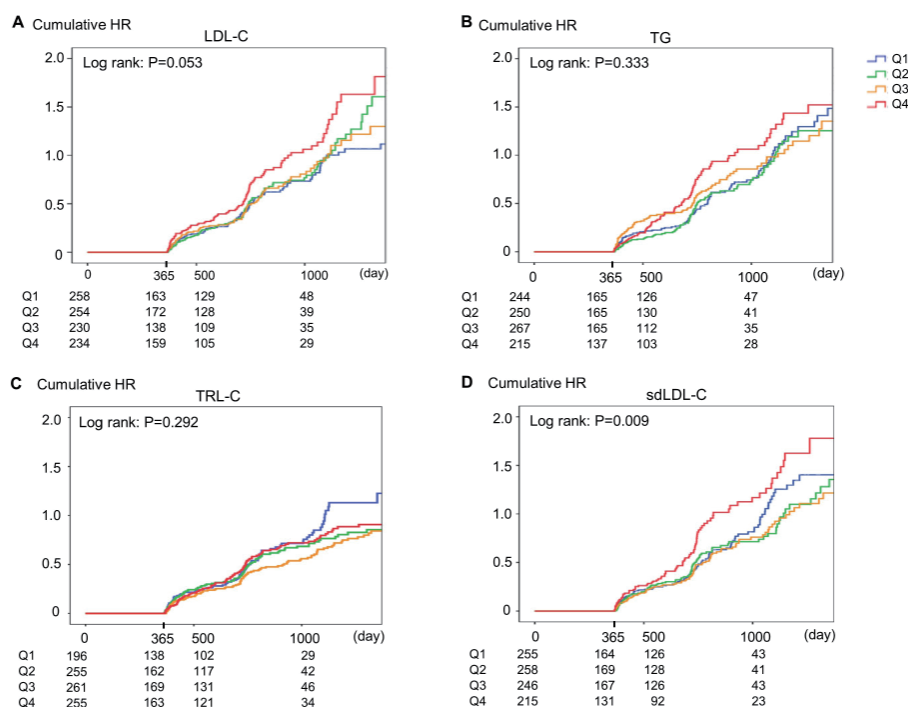 A Cumulative HR
LDL-C
Log rank: P=0.053
2.0
1.5
1.0
0.5
0
0 365 500 1000 (day)
Q1 258 163 129 48
Q2 254 172 128 39
Q3 230 138 109 35
Q4 234 159 105 29
B Cumulative HR
TG
Log rank: P=0.333
2.0
1.5
1.0
0.5
0
0 365 500 1000 (day)
Q1 244 165 126 47
Q2 250 165 130 41
Q3 267 165 112 35
Q4 215 137 103 28
Q1
Q2
Q3
Q4
C Cumulative HR
TRL-C
Log rank: P=0.292
2.0
1.5
1.0
0.5
0
0 365 500 1000 (day)
Q1 196 138 102 29
Q2 255 162 117 42
Q3 261 169 131 46
Q4 255 163 121 34
D Cumulative HR
sdLDL-C
Log rank: P=0.009
2.0
1.5
1.0
0.5
0
0 365 500 1000 (day)
Q1 255 164 126 43
Q2 258 169 128 41
Q3 246 167 126 43
Q4 215 131 92 23